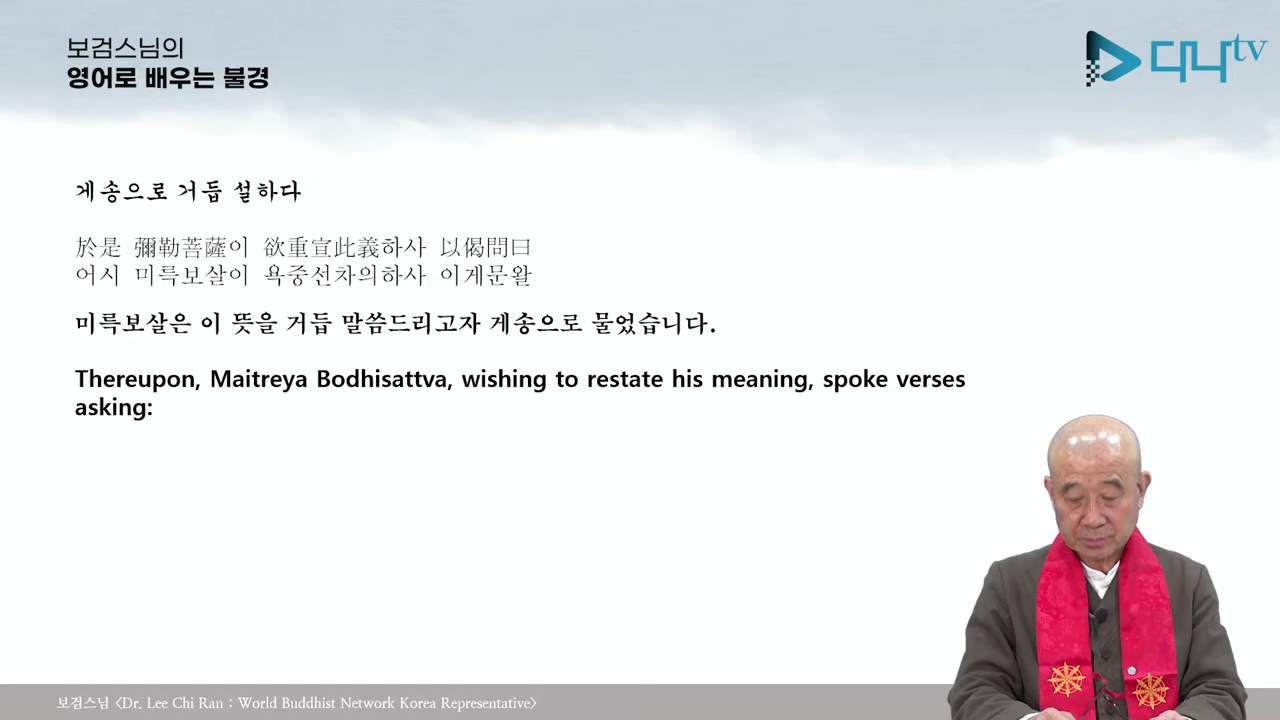 보검스님의
영어로 배우는 불경
디나tv
게송으로 거듭 설하다
於是 彌勒菩薩이 欲重宣此義하사 以偈問曰
어시 미륵보살이 욕중선차의하사 이게문왈
미륵보살은 이 뜻을 거듭 말씀드리고자 게송으로 물었습니다.
Thereupon, Maitreya Bodhisattva, wishing to restate his meaning, spoke verses
asking:
보검스님 <Dr. Lee Chi Ran : World Buddhist Network Korea Representative>